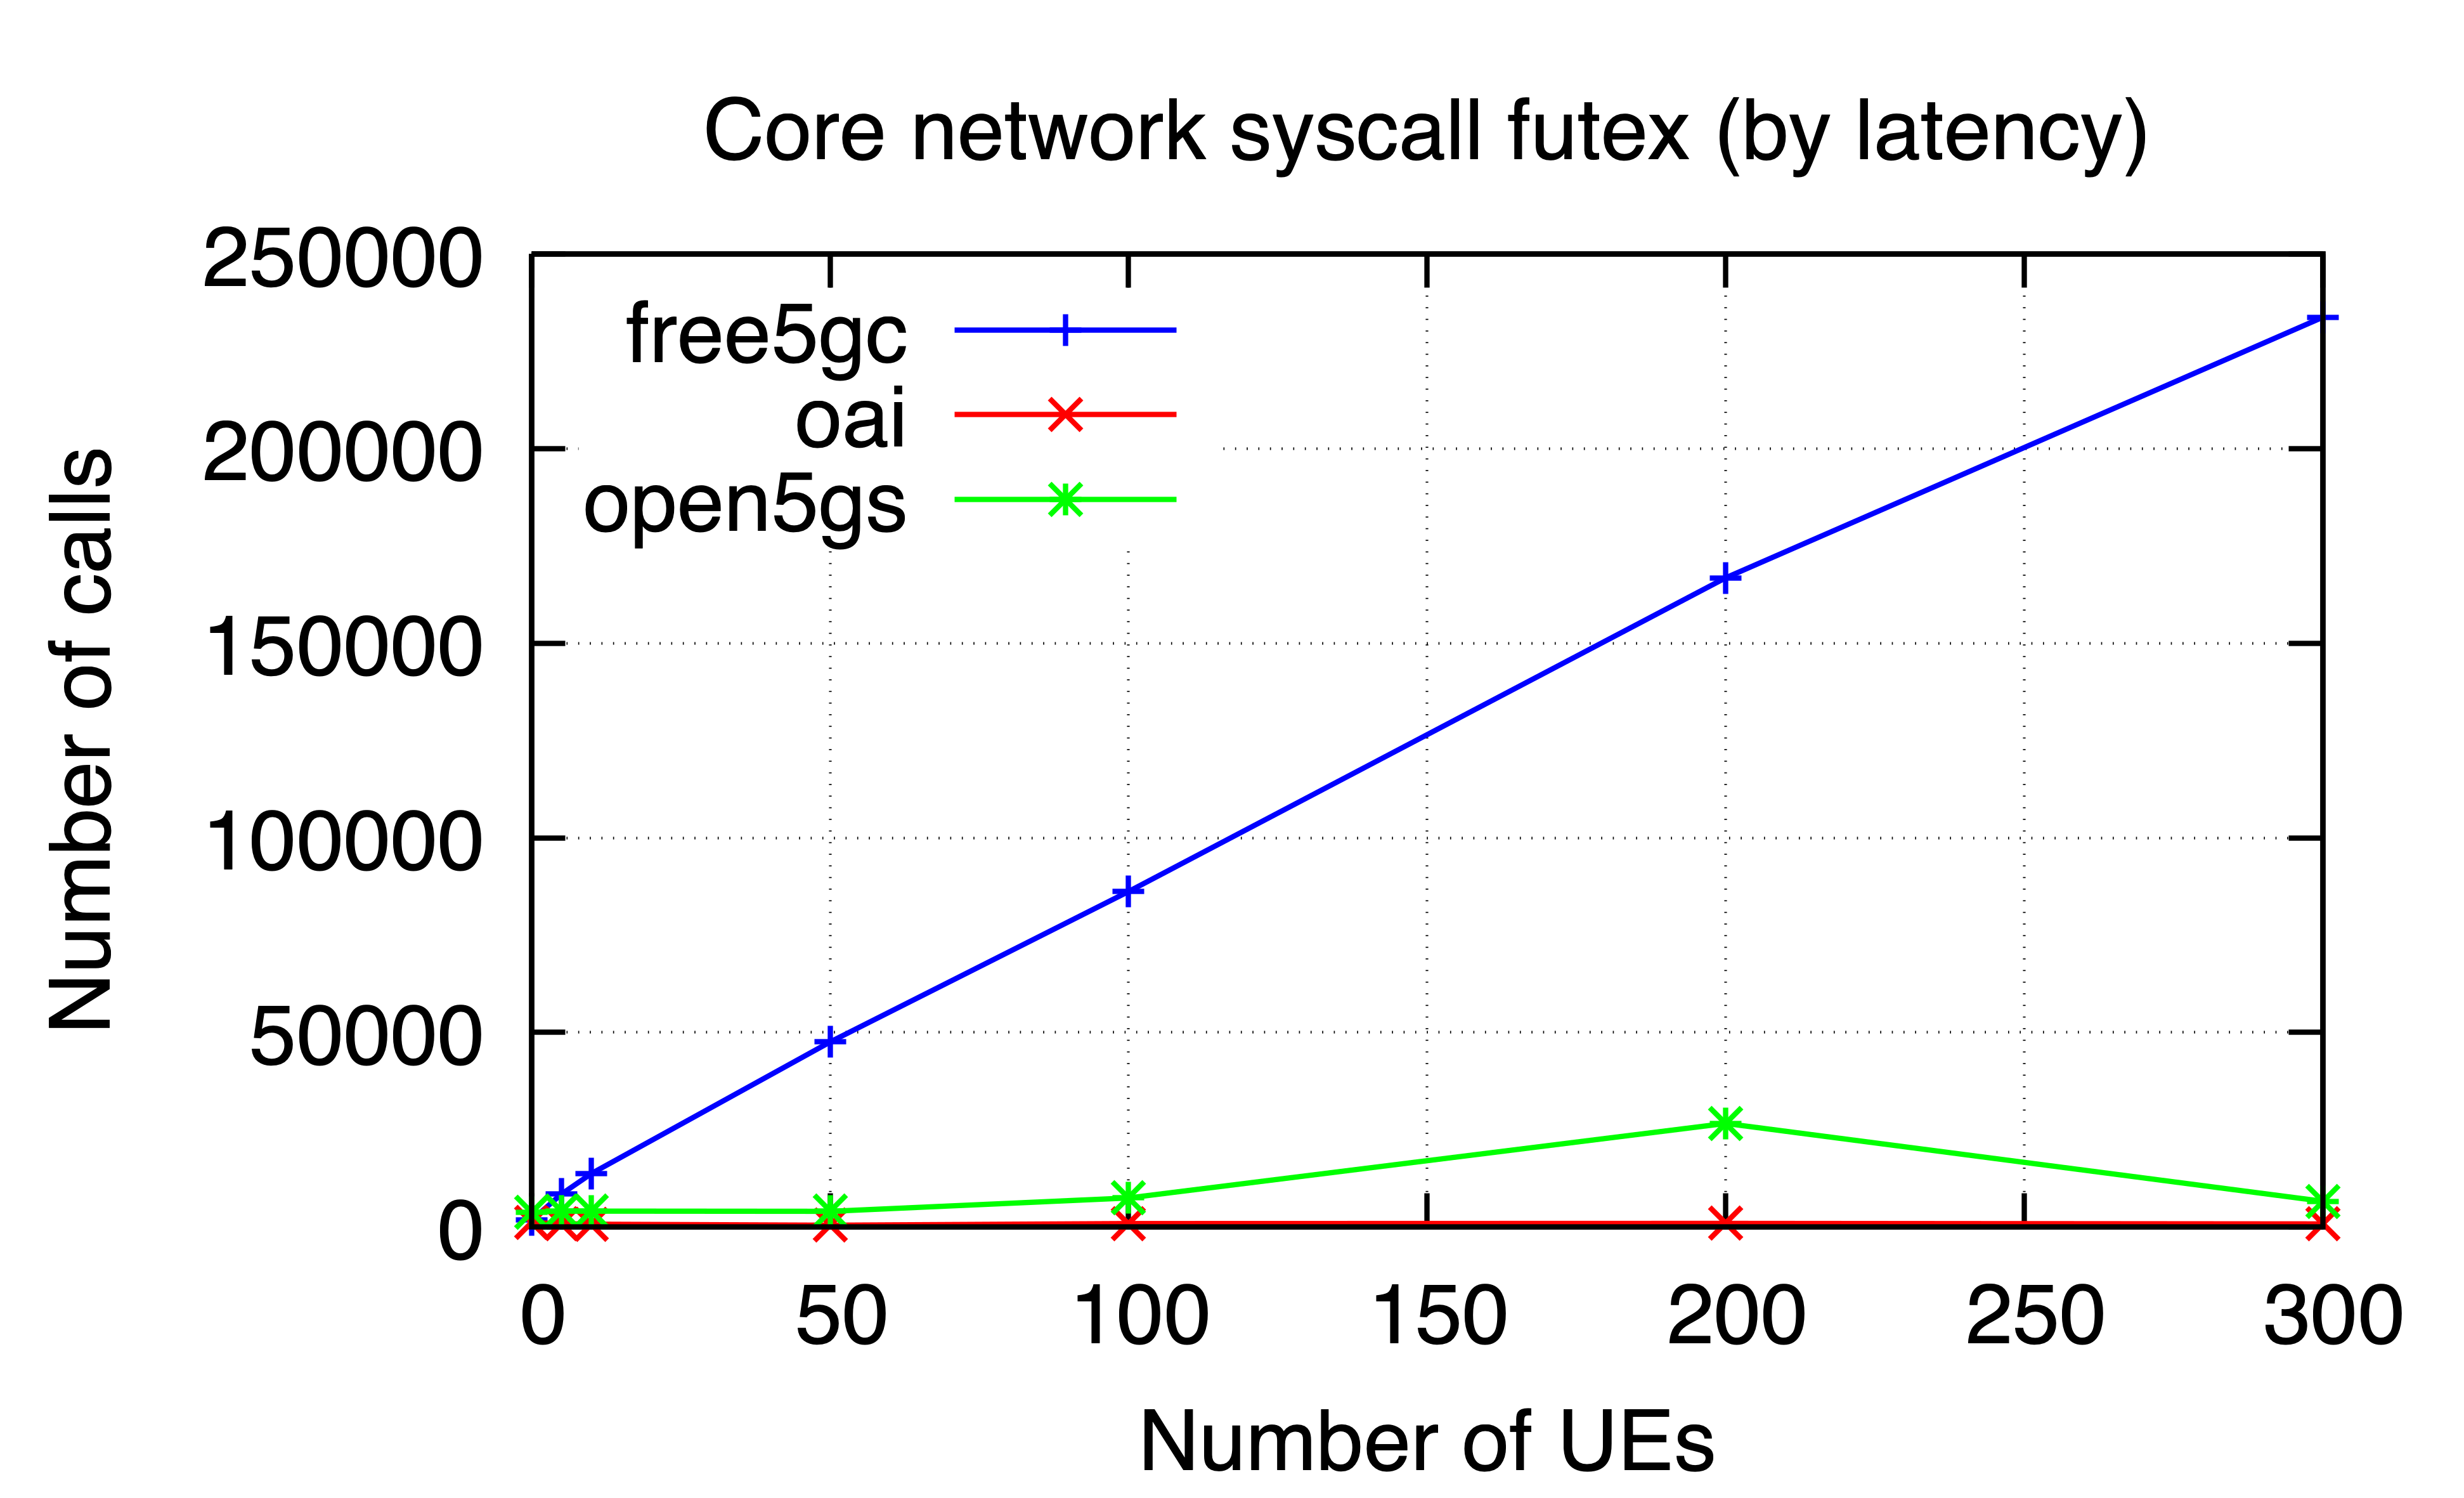 Core network syscall futex (by latency)
250000
200000
150000
100000
50000
0
Number of calls
free5gc
oai
open5gs
0 50 100 150 200 250 300
Number of UEs